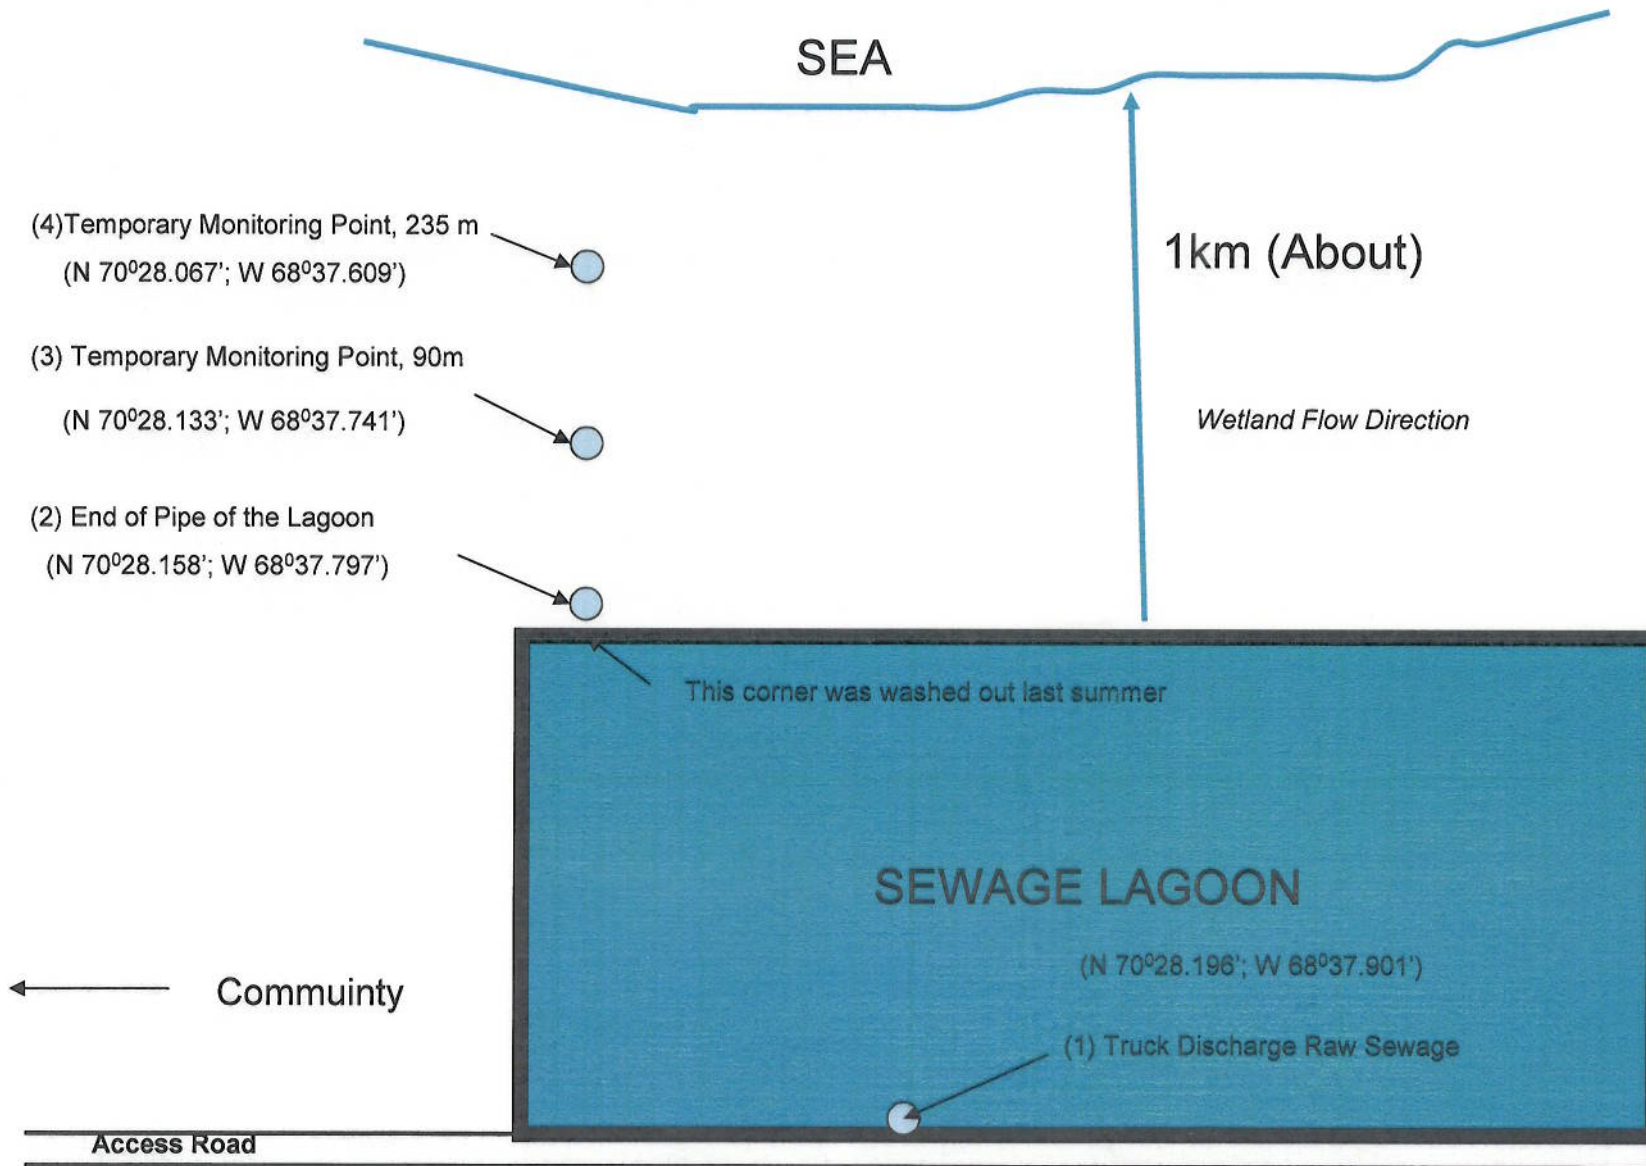 SEA
(4)Temporary Monitoring Point, 235 m
(N 70⁰28.067'; W 68⁰37.609')
1km (About)
(3) Temporary Monitoring Point, 90m
(N 70⁰28.133'; W 68⁰37.741')
Wetland Flow Direction
(2) End of Pipe of the Lagoon
(N 70⁰28.158'; W 68⁰37.797')
This corner was washed out last summer
SEWAGE LAGOON
(N 70⁰28.196'; W 68⁰37.901')
Commuinty
(1) Truck Discharge Raw Sewage
Access Road